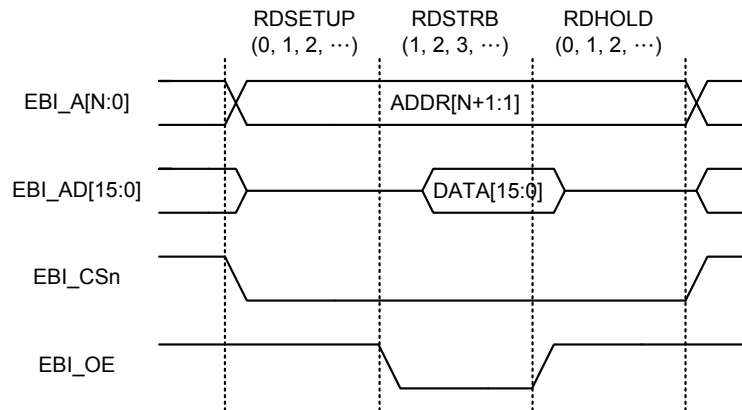 RDSETUP
(0, 1, 2, ⋯)
RDSTRB
(1, 2, 3, ⋯)
RDHOLD
(0, 1, 2, ⋯)
EBI_A[N:0]
ADDR[N+1:1]
EBI_AD[15:0]
DATA[15:0]
EBI_CSn
EBI_OE